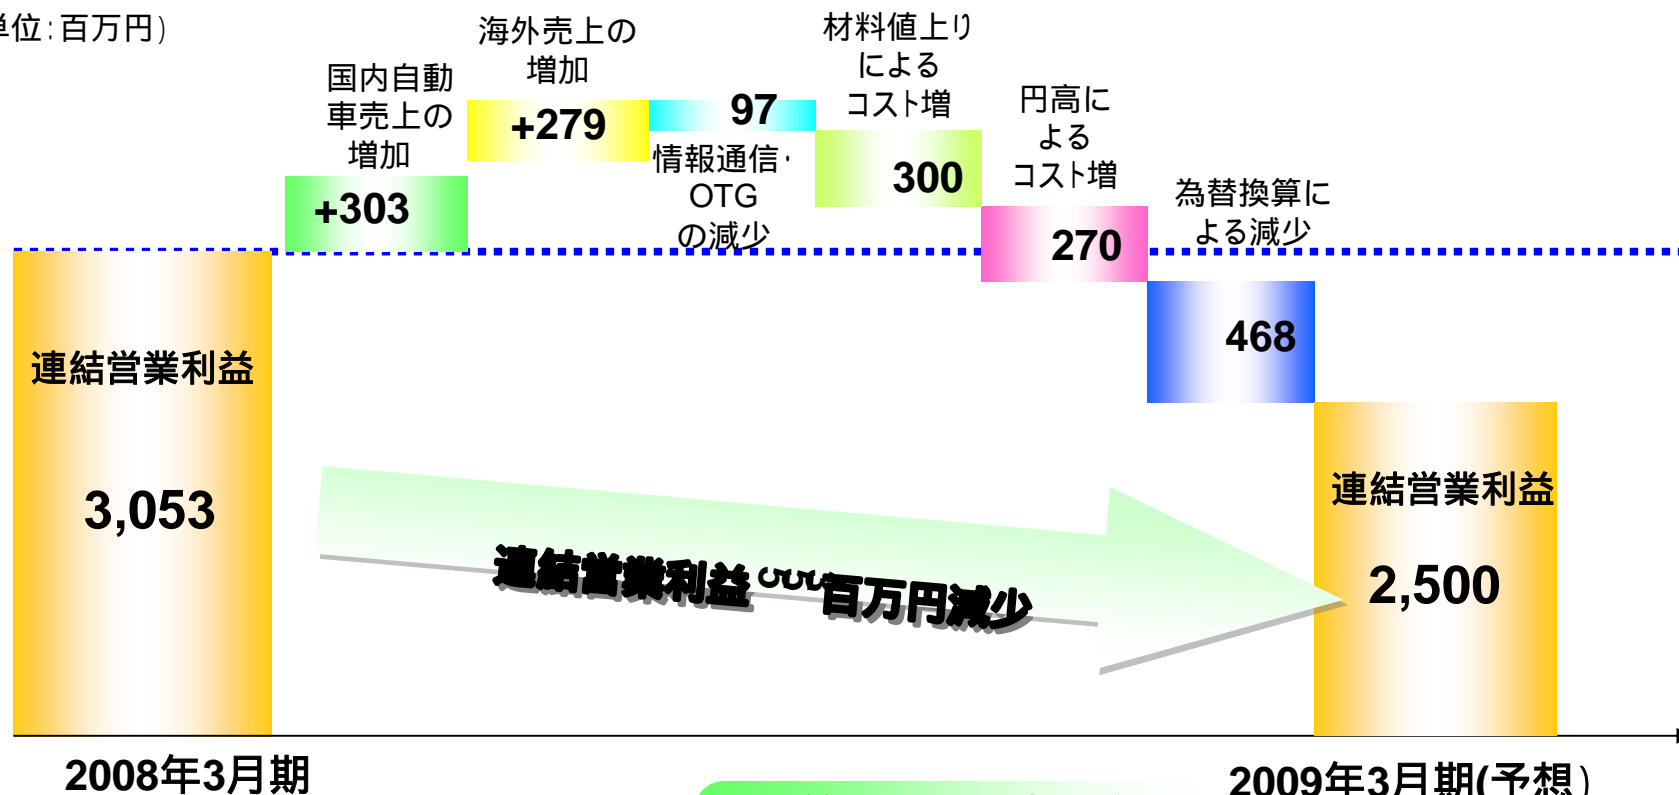 単位:百万円)
国内自動
車売上の
増加
+303
海外売上の
増加
+279
97
情報通信・
OTG
の減少
材料値上り
による
コスト増
300
円高に
よる
コスト増
270
為替換算に
よる減少
468
連結営業利益
3,053
連結営業利益
2,500
連結営業利益 553百万円減少
2008年3月期
2009年3月期(予想)